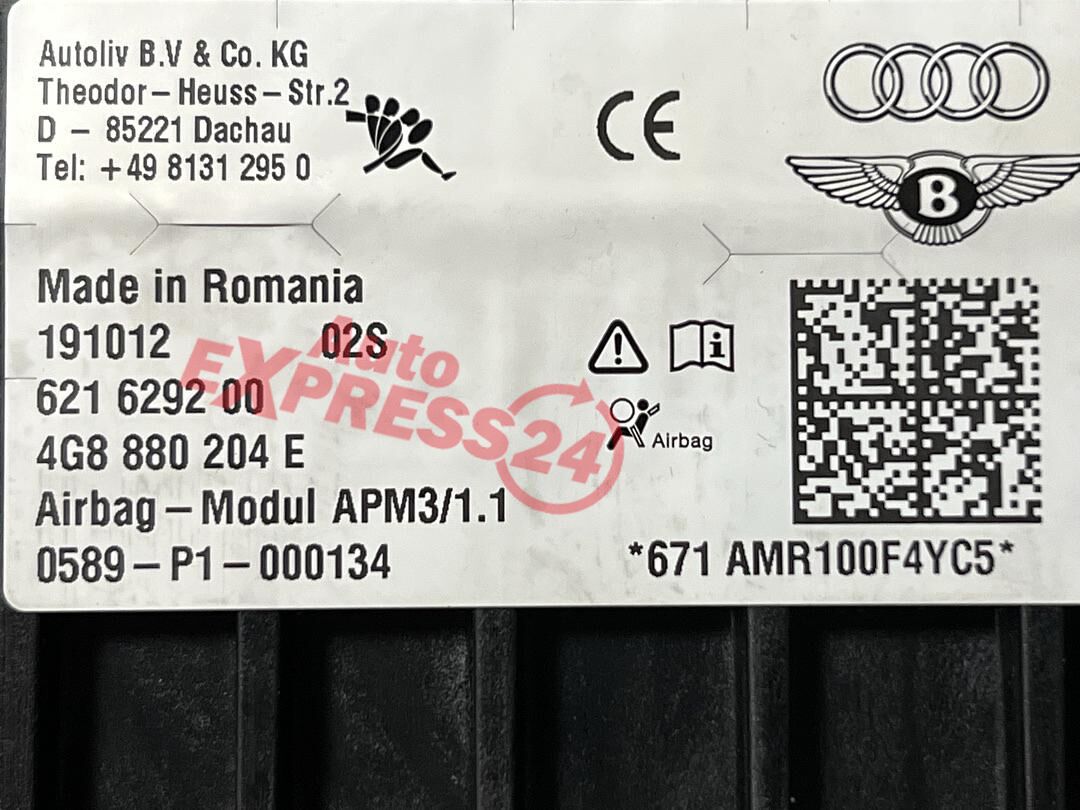 Autoliv B.V & Co. KG
Theodor-Heuss-Str.2
D - 85221 Dachau
Tel: +49 8131 295 0
CE
B
Made in Romania
191012 02S
621 6292 00
4G8 880 204 E
Airbag-Modul APM3/1.1
0589-P1-000134
Airbag
*671 AMR100F4YC5*
Auto
EXPRESS24